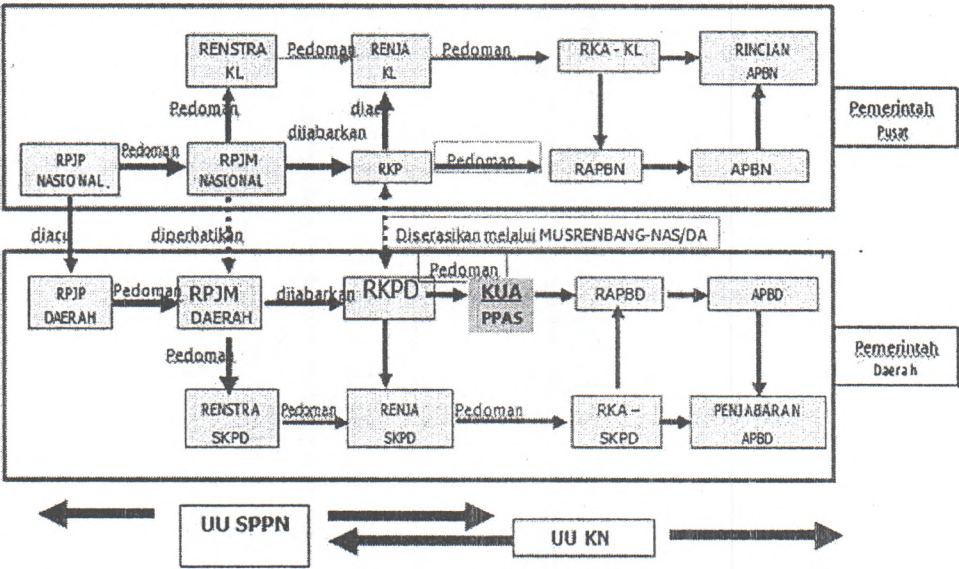 RENSTRA
KL
Pedoman
RENJA
KL
Pedoman
RKA - KL
RINCIAN
APBN
Pedoman
diacu
dijabarkan
Pemerintah
Pusat
RPJP
NASIONAL
Pedoman
RPJM
NASIONAL
RKP
Pedoman
RAPBN
APBN
diacu
diperhatikan
Diserasikan melalui MUSRENBANG-NAS/DA
Pedoman
RPJP
DAERAH
Pedoman
RPJM
DAERAH
dijabarkan
RKPD
KUA
PPAS
RAPBD
APBD
Pedoman
Pemerintah
Daerah
RENSTRA
SKPD
Pedoman
RENJA
SKPD
Pedoman
RKA –
SKPD
PENJABARAN
APBD
UU SPPN
UU KN